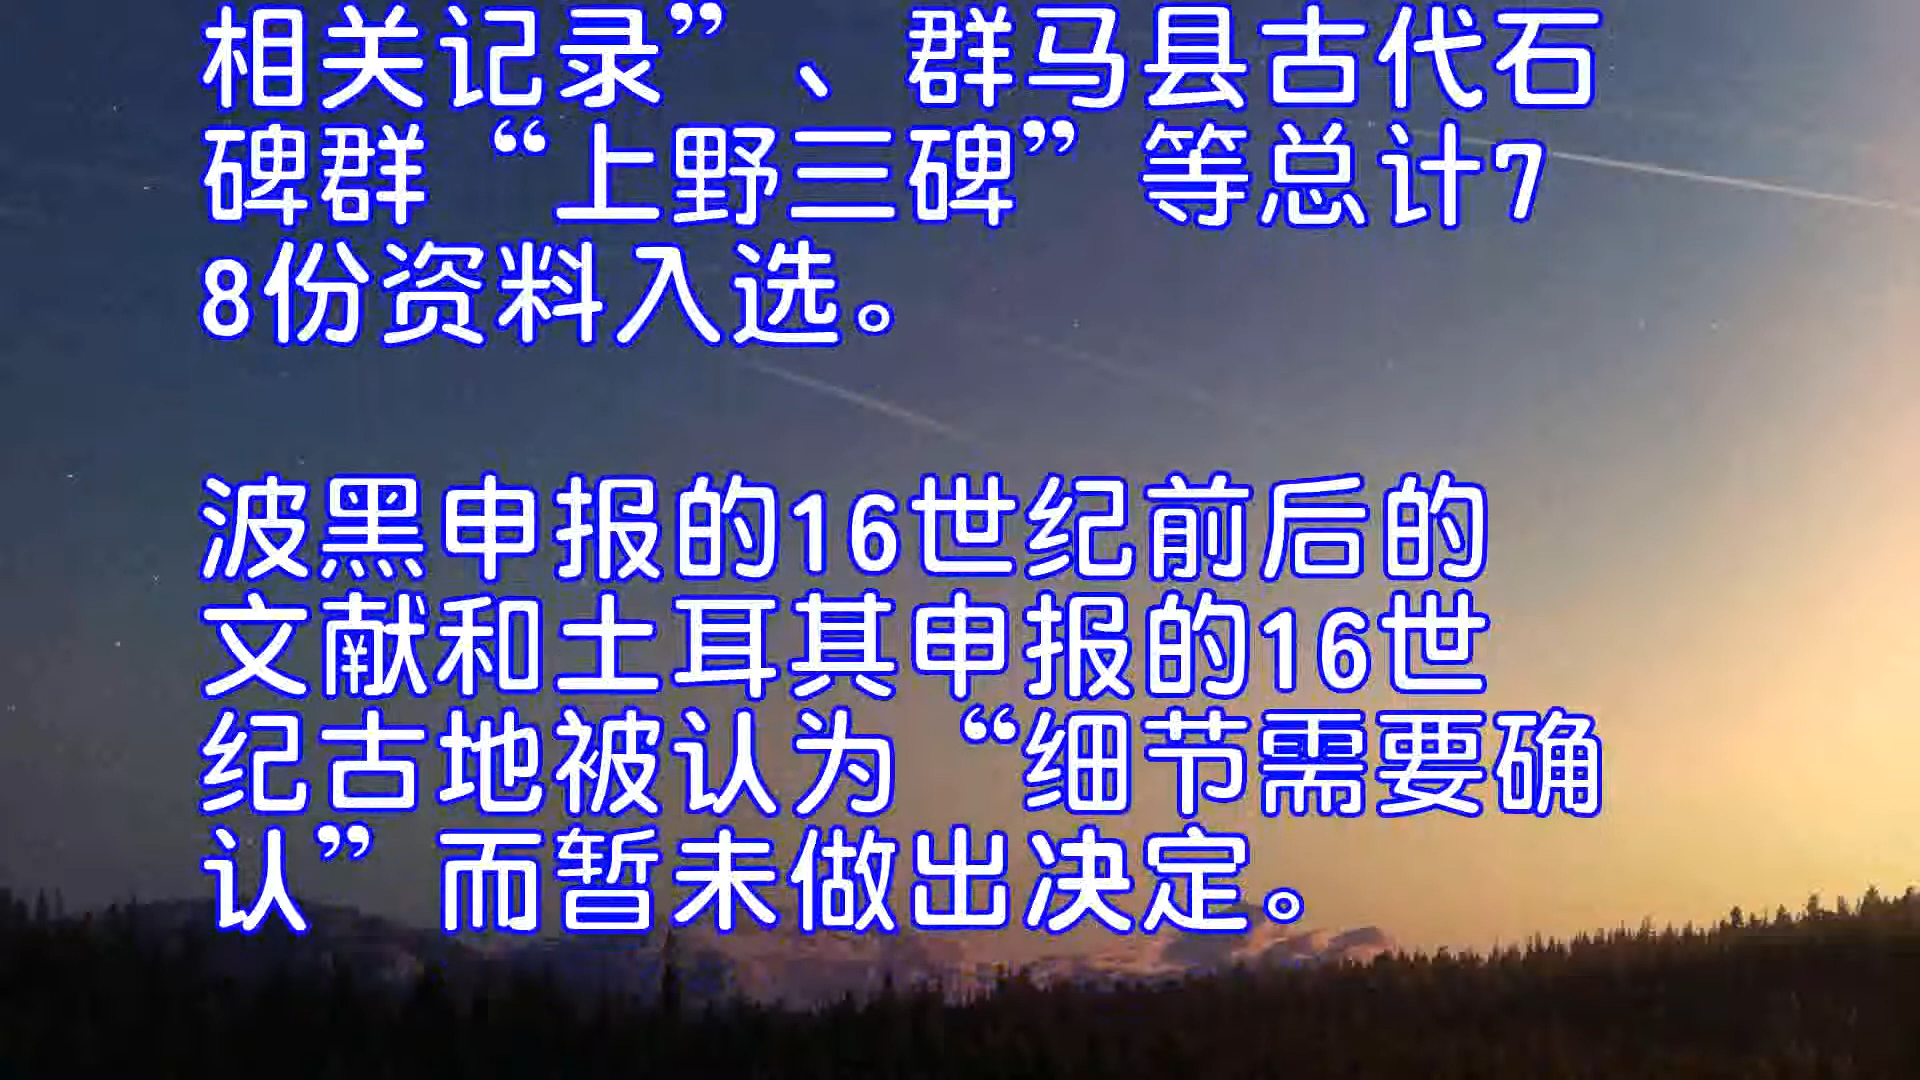 相关记录”、群马县古代石
碑群“上野三碑”等总计7
8份资料入选。
波黑申报的16世纪前后的
文献和土耳其申报的16世
纪古地被认为“细节需要确
认”而暂未做出决定。